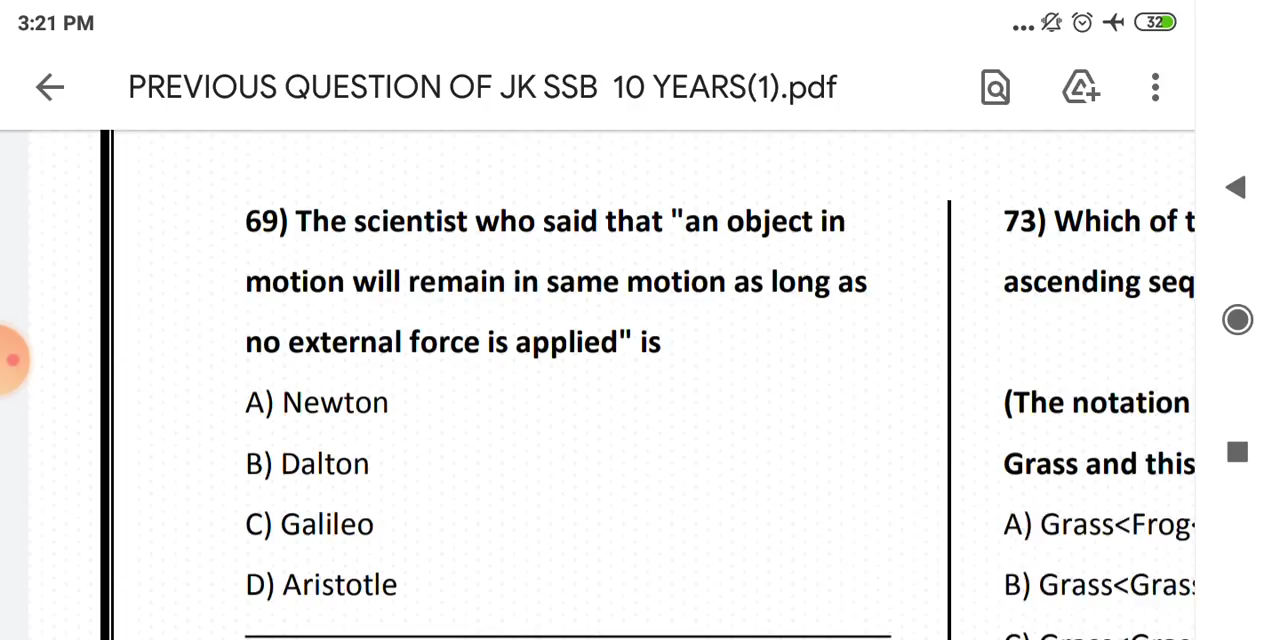 3:21 PM
32
PREVIOUS QUESTION OF JK SSB 10 YEARS(1).pdf
69) The scientist who said that "an object in
motion will remain in same motion as long as
no external force is applied" is
A) Newton
B) Dalton
C) Galileo
D) Aristotle
73) Which of t
ascending seq
(The notation
Grass and this
A) Grass<Frog
B) Grass<Gras